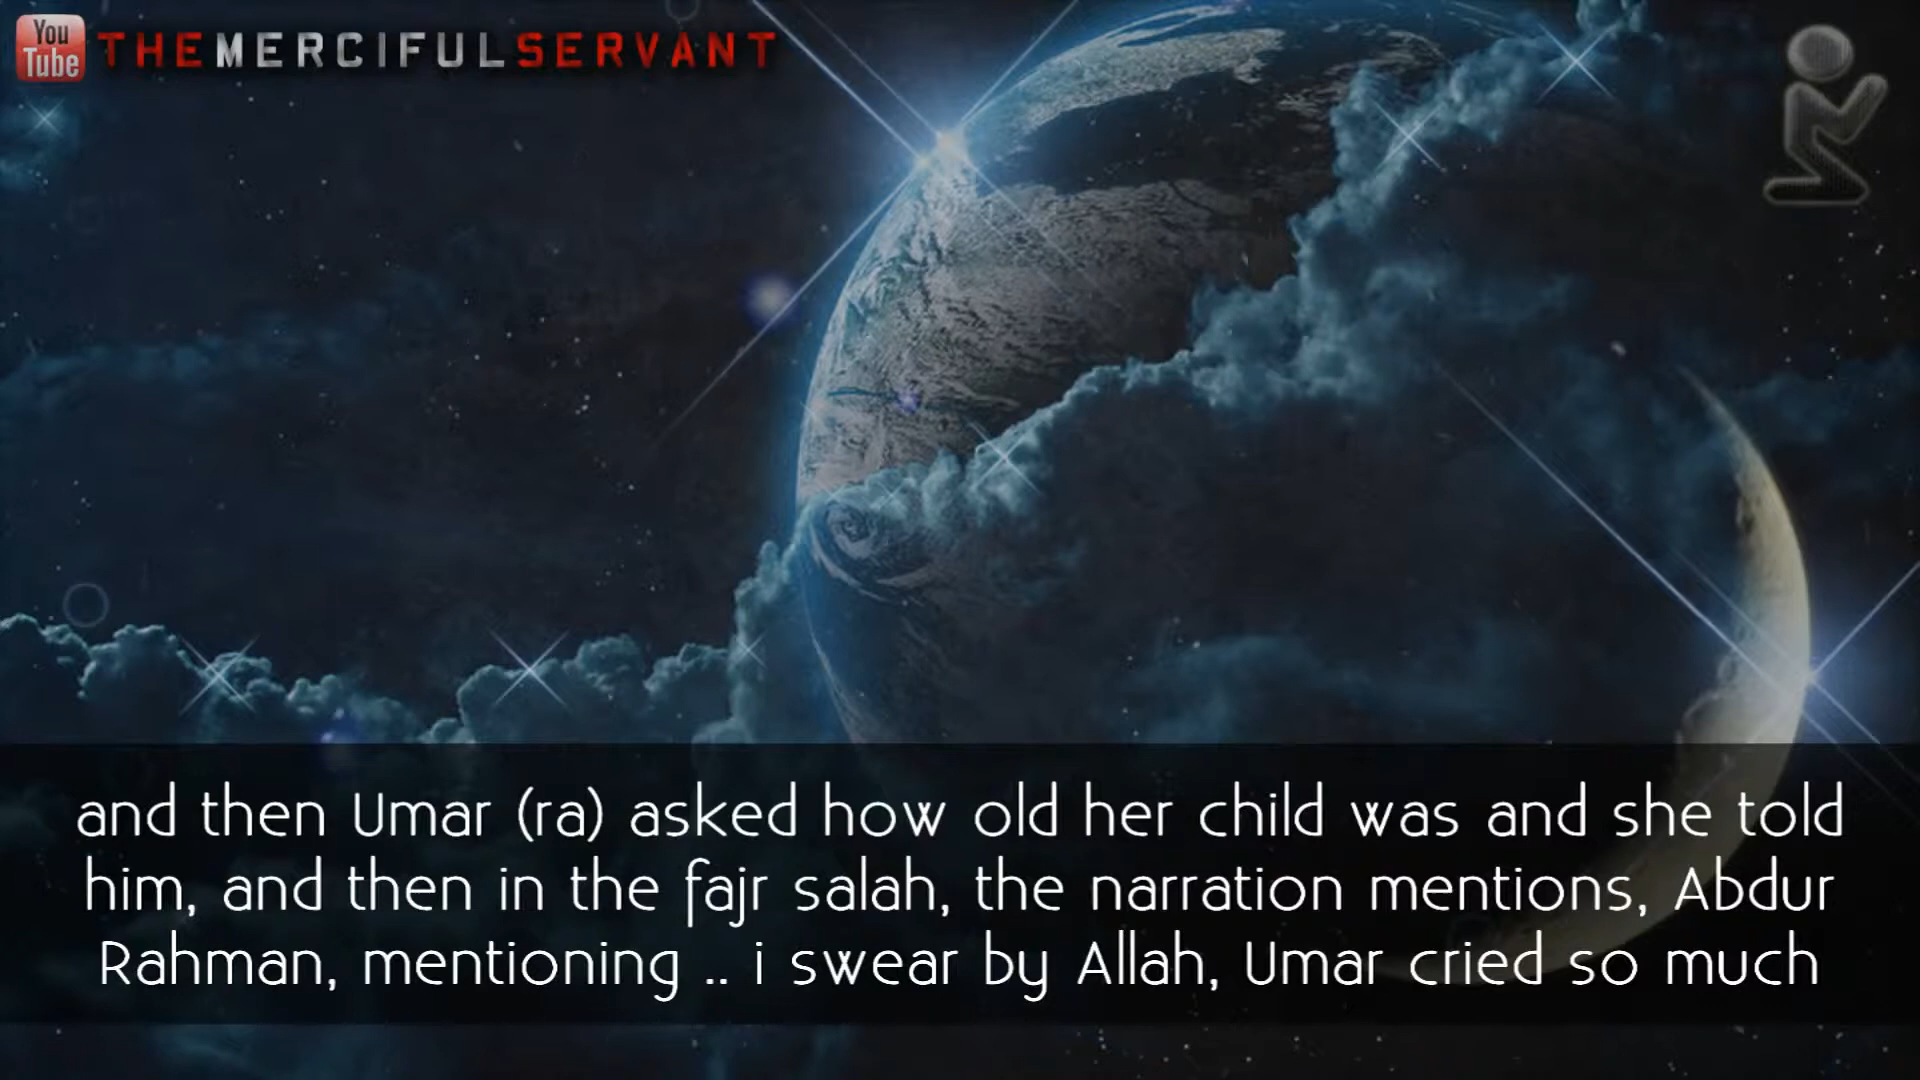 You
Tube
THEMERCIFULSERVANT
and then Umar (ra) asked how old her child was and she told
him, and then in the fajr salah, the narration mentions, Abdur
Rahman, mentioning .. i swear by Allah, Umar cried so much